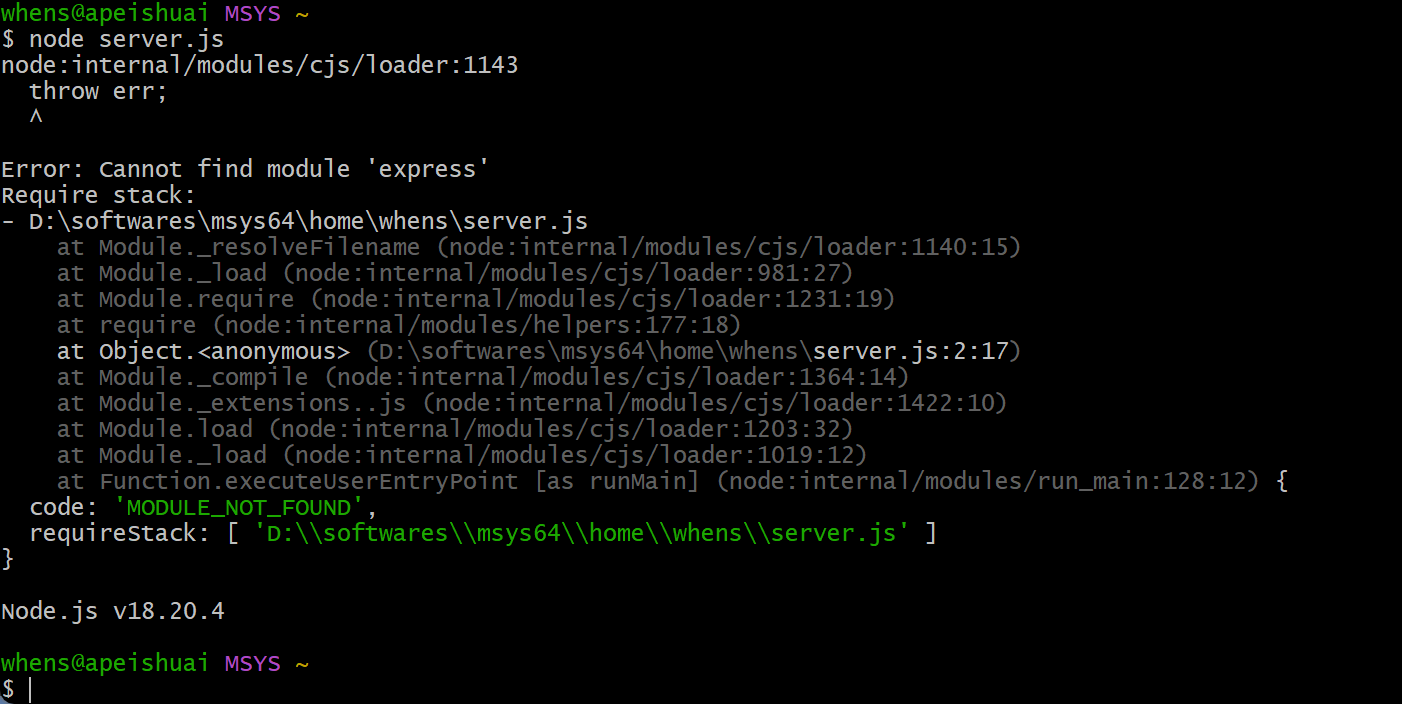 whens@apeishuai MSYS ~
$ node server.js
node:internal/modules/cjs/loader:1143
  throw err;
  ^

Error: Cannot find module 'express'
Require stack:
- D:\softwares\msys64\home\whens\server.js
    at Module._resolveFilename (node:internal/modules/cjs/loader:1140:15)
    at Module._load (node:internal/modules/cjs/loader:981:27)
    at Module.require (node:internal/modules/cjs/loader:1231:19)
    at require (node:internal/modules/helpers:177:18)
    at Object.<anonymous> (D:\softwares\msys64\home\whens\server.js:2:17)
    at Module._compile (node:internal/modules/cjs/loader:1364:14)
    at Module._extensions..js (node:internal/modules/cjs/loader:1422:10)
    at Module.load (node:internal/modules/cjs/loader:1203:32)
    at Module._load (node:internal/modules/cjs/loader:1019:12)
    at Function.executeUserEntryPoint [as runMain] (node:internal/modules/run_main:128:12) {
  code: 'MODULE_NOT_FOUND',
  requireStack: [ 'D:\\softwares\\msys64\\home\\whens\\server.js' ]
}

Node.js v18.20.4

whens@apeishuai MSYS ~
$